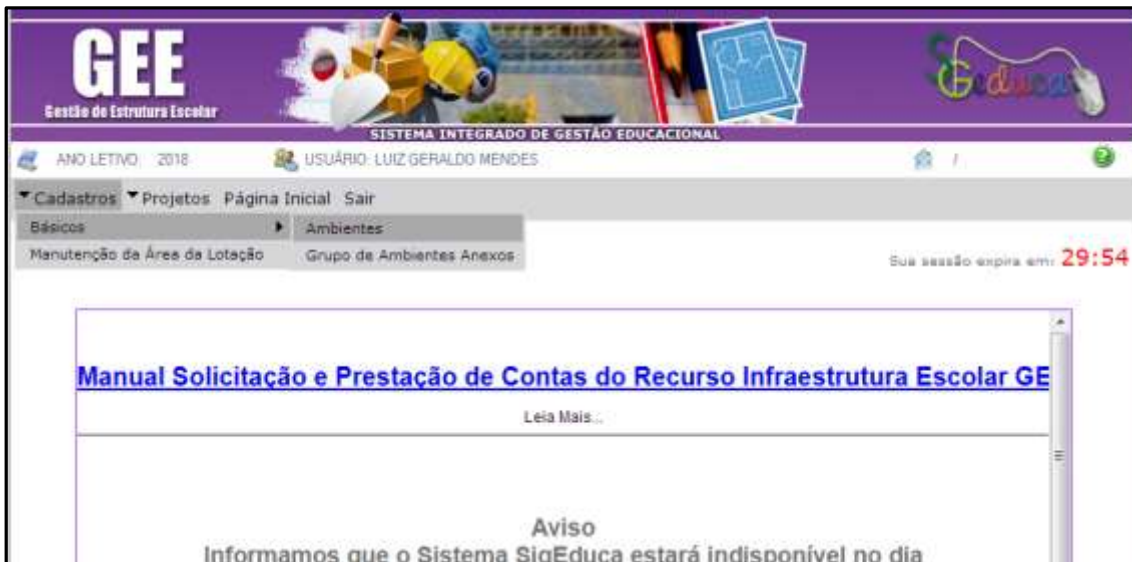 GEE
Gestão de Estrutura Escolar
SigEduca
SISTEMA INTEGRADO DE GESTÃO EDUCACIONAL
ANO LETIVO: 2018 USUÁRIO: LUIZ GERALDO MENDES /
Cadastros Projetos Página Inicial Sair
Básicos Ambientes
Manutenção da Área da Lotação Grupo de Ambientes Anexos
Sua sessão expira em: 29:54
Manual Solicitação e Prestação de Contas do Recurso Infraestrutura Escolar GE
Leia Mais...
Aviso
Informamos que o Sistema SigEduca estará indisponível no dia